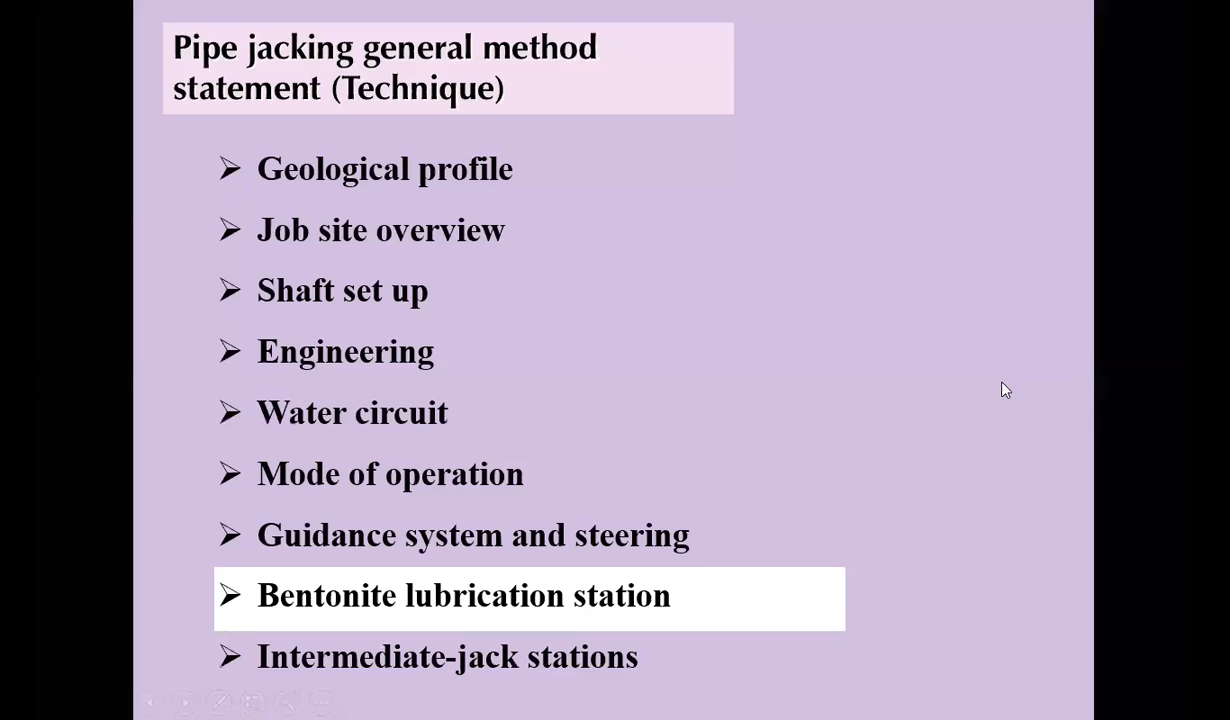 Pipe jacking general method
statement (Technique)
➢ Geological profile
➢ Job site overview
➢ Shaft set up
➢ Engineering
➢ Water circuit
➢ Mode of operation
➢ Guidance system and steering
➢ Bentonite lubrication station
➢ Intermediate-jack stations